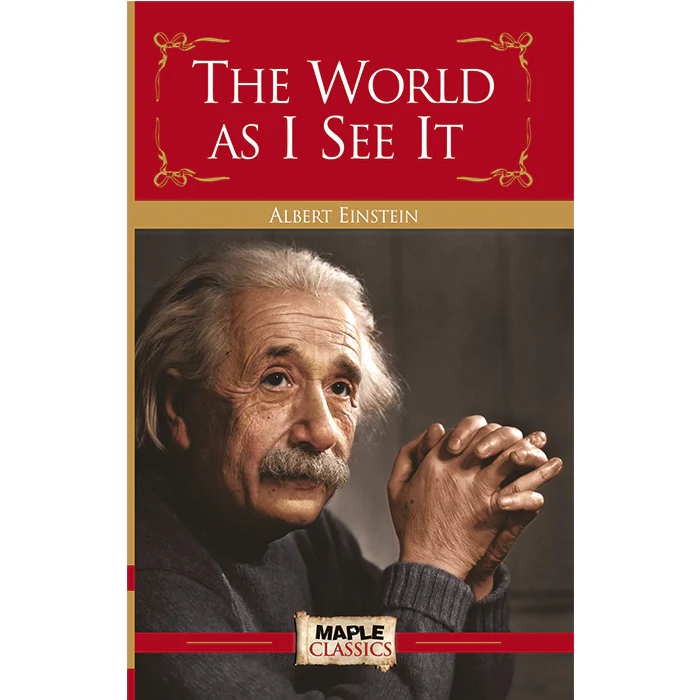 THE WORLD
AS I SEE IT
ALBERT EINSTEIN
MAPLE
CLASSICS